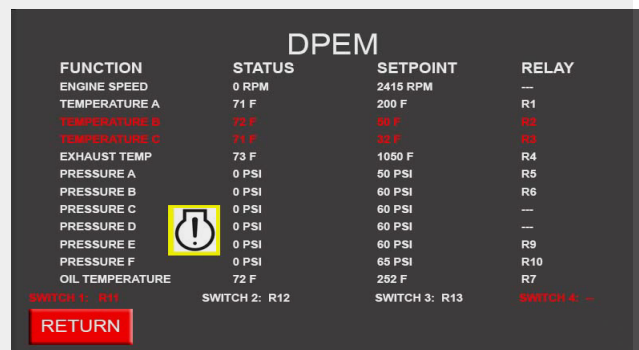 DPEM
FUNCTION STATUS SETPOINT RELAY
ENGINE SPEED 0 RPM 2415 RPM ---
TEMPERATURE A 71 F 200 F R1
TEMPERATURE B 72 F 50 F R2
TEMPERATURE C 71 F 32 F R3
EXHAUST TEMP 73 F 1050 F R4
PRESSURE A 0 PSI 50 PSI R5
PRESSURE B 0 PSI 60 PSI R6
PRESSURE C 0 PSI 60 PSI ---
PRESSURE D 0 PSI 60 PSI ---
PRESSURE E 0 PSI 60 PSI R9
PRESSURE F 0 PSI 65 PSI R10
OIL TEMPERATURE 72 F 252 F R7
SWITCH 1: R11 SWITCH 2: R12 SWITCH 3: R13 SWITCH 4: --
RETURN